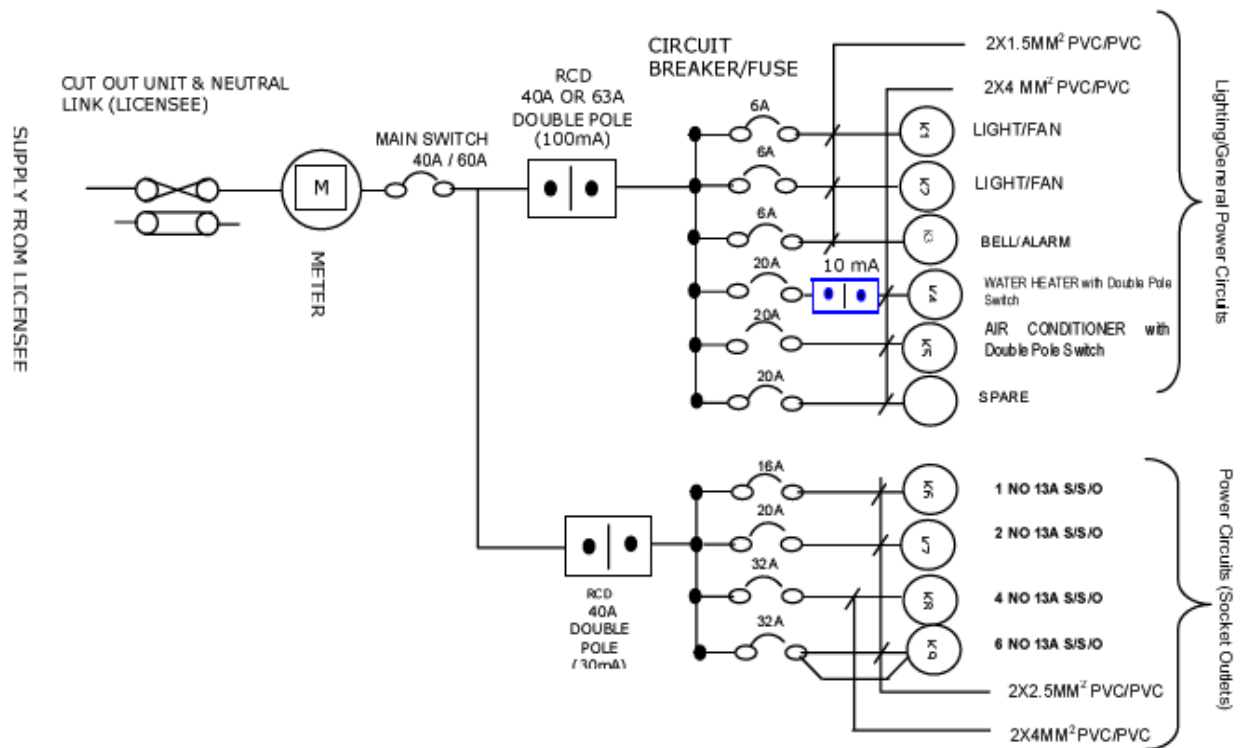 SUPPLY FROM LICENSEE
CUT OUT UNIT & NEUTRAL
LINK (LICENSEE)
M
METER
MAIN SWITCH
40A / 60A
RCD
40A OR 63A
DOUBLE POLE
(100mA)
CIRCUIT
BREAKER/FUSE
2X1.5MM² PVC/PVC
2X4 MM² PVC/PVC
6A
K1
LIGHT/FAN
6A
K2
LIGHT/FAN
6A
K3
BELL/ALARM
20A
10 mA
K4
WATER HEATER with Double Pole
Switch
20A
K5
AIR CONDITIONER with
Double Pole Switch
20A
SPARE
Lighting/General Power Circuits
RCD
40A
DOUBLE
POLE
(30mA)
16A
K6
1 NO 13A S/S/O
20A
K7
2 NO 13A S/S/O
32A
K8
4 NO 13A S/S/O
32A
K9
6 NO 13A S/S/O
2X2.5MM² PVC/PVC
2X4MM² PVC/PVC
Power Circuits (Socket Outlets)